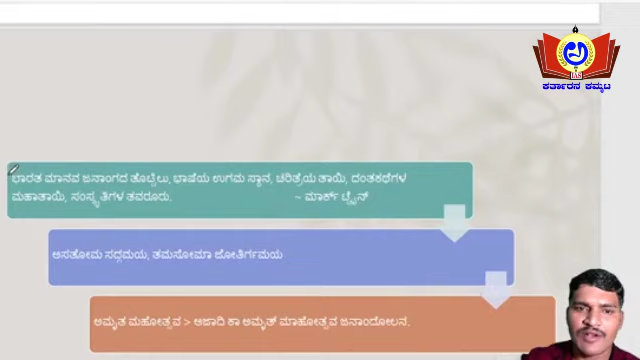 ಭಾರತ ಮಾನವ ಜನಾಂಗದ ತೊಟ್ಟಿಲು, ಭಾಷೆಯ ಉಗಮ ಸ್ಥಾನ, ಚರಿತ್ರೆಯ ತಾಯಿ, ದಂತಕಥೆಗಳ
ಮಹಾತಾಯಿ, ಸಂಸ್ಕೃತಿಗಳ ತವರೂರು. ~ ಮಾರ್ಕ್ ಟ್ವೈನ್
ಅಸತೋಮ ಸದ್ಗಮಯ, ತಮಸೋಮಾ ಜೋತಿರ್ಗಮಯ
ಅಮೃತ ಮಹೋತ್ಸವ > ಆಜಾದಿ ಕಾ ಅಮೃತ್ ಮಾಹೋತ್ಸವ ಜನಾಂದೋಲನ.
ಕರ್ತಾರನ ಕಮ್ಮಟ